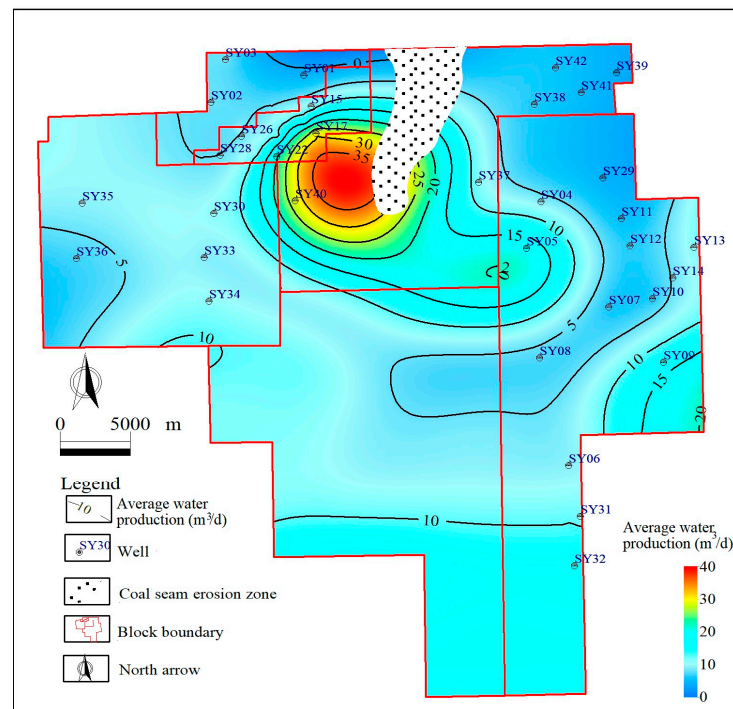 SY03
SY01
0
SY42
SY39
SY02
SY15
SY38
SY41
SY26
SY17
30
SY28
SY22
35
25
20
SY37
SY29
SY35
SY40
SY04
SY30
10
SY11
SY36
SY33
5
15
SY05
SY12
SY13
20
SY14
SY34
SY07
SY10
5
10
SY08
10
SY09
15
0 5000 m
20
SY06
Legend
10
Average water
production (m³/d)
10
SY31
Average water
production (m³/d)
SY30
Well
SY32
40
Coal seam erosion zone
30
20
Block boundary
10
North arrow
0